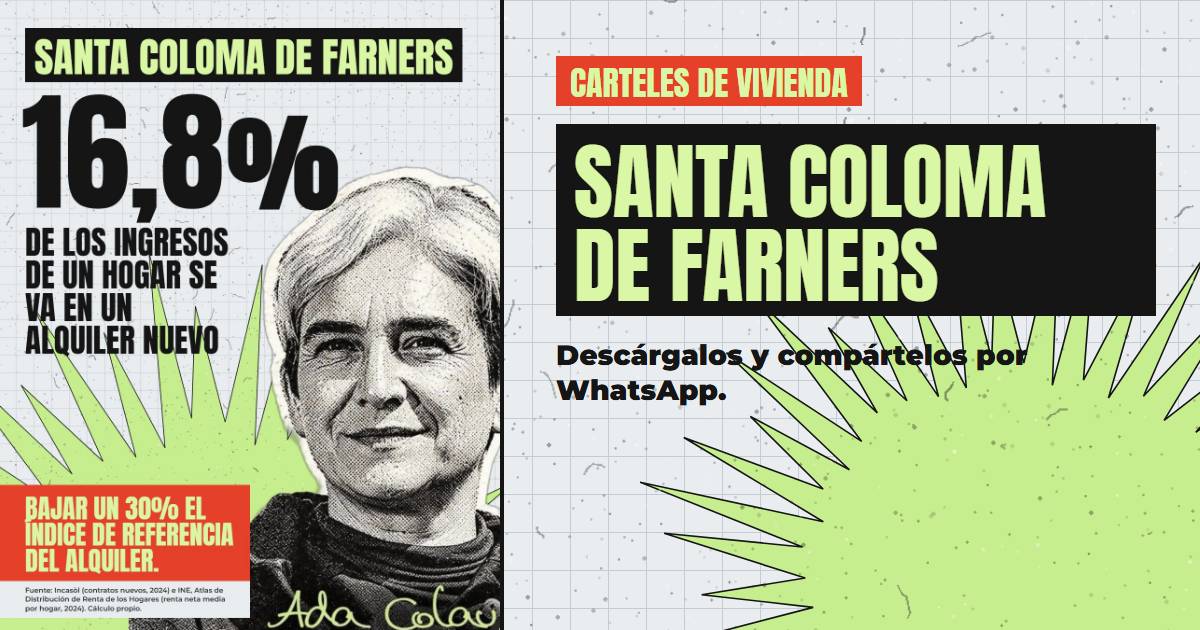 SANTA COLOMA DE FARNERS
16,8%
DE LOS INGRESOS
DE UN HOGAR SE
VA EN UN
ALQUILER NUEVO
BAJAR UN 30% EL
ÍNDICE DE REFERENCIA
DEL ALQUILER.
Fuente: Incasòl (contratos nuevos, 2024) e INE, Atlas de
Distribución de Renta de los Hogares (renta neta media
por hogar, 2024). Cálculo propio.
Ada Colau
CARTELES DE VIVIENDA
SANTA COLOMA
DE FARNERS
Descárgalos y compártelos por
WhatsApp.